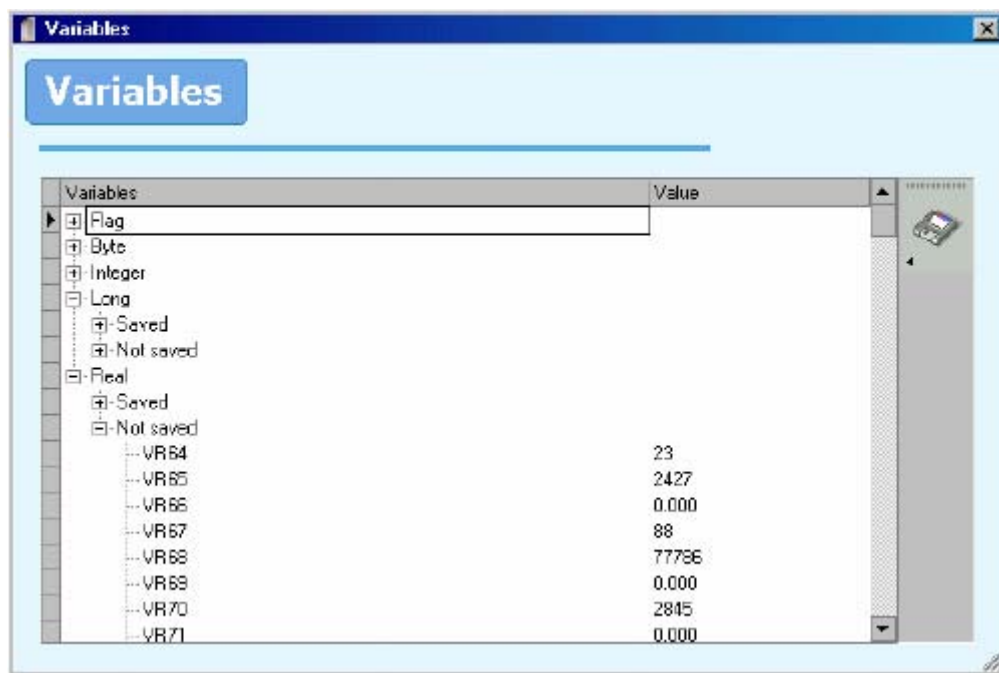 Variables
Variables
Variables Value
Flag
Byte
Integer
Long
Saved
Not saved
Real
Saved
Not saved
VR64 23
VR65 2427
VR66 0.000
VR67 88
VR68 77786
VR69 0.000
VR70 2845
VR71 0.000